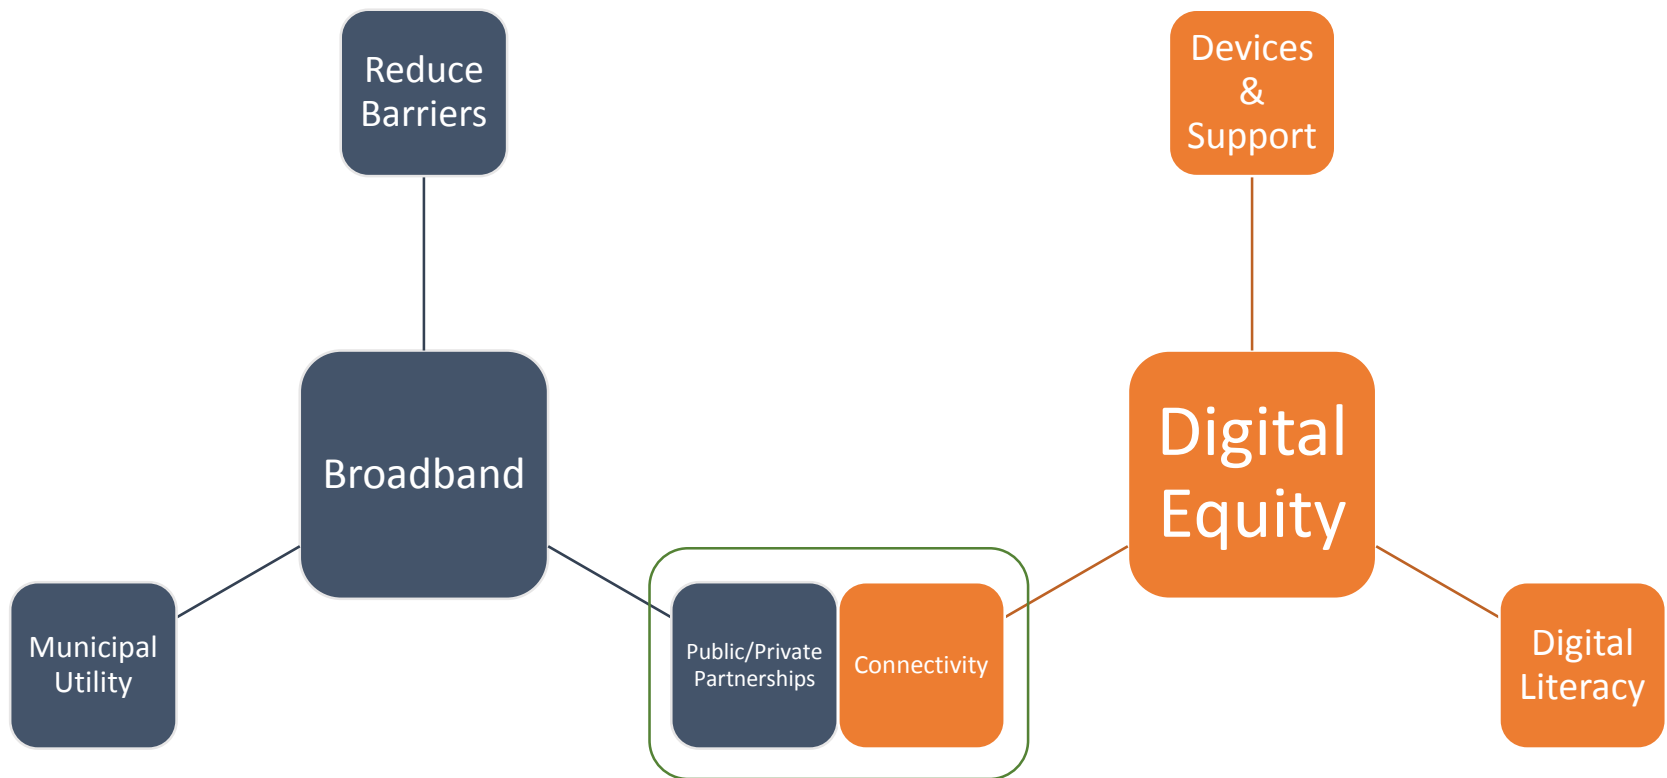 Reduce
Barriers
Devices
&
Support
Broadband
Digital
Equity
Municipal
Utility
Public/Private
Partnerships
Connectivity
Digital
Literacy